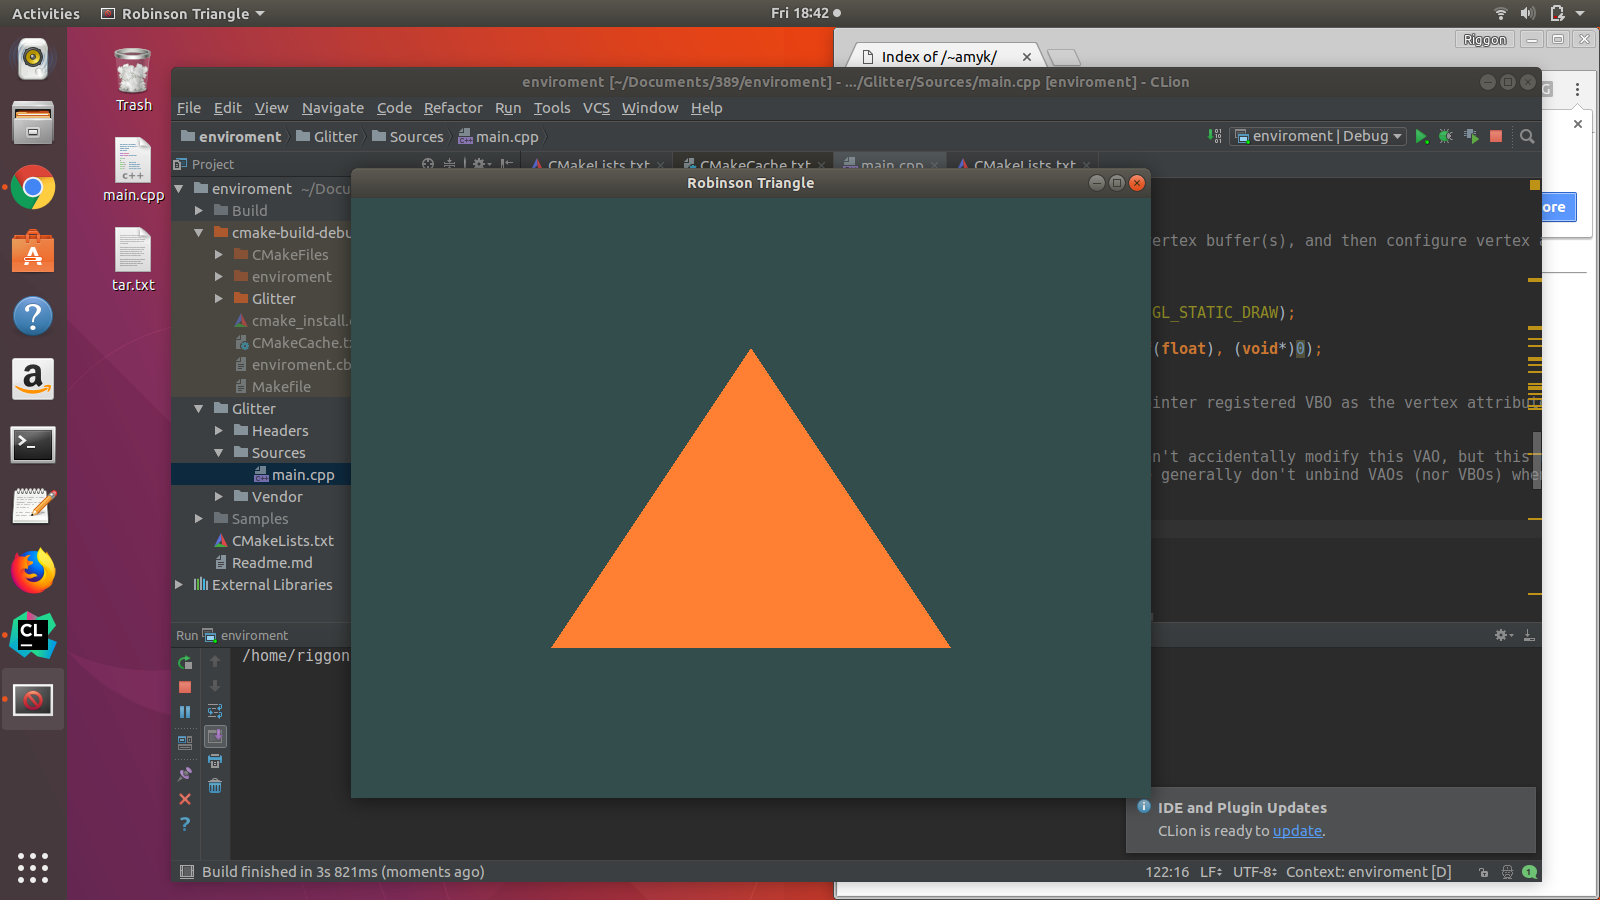 Activities
Robinson Triangle
Fri 18:42
Riggon
Index of /~amyk/
Trash
main.cpp
tar.txt
enviroment [~/Documents/389/enviroment] - .../Glitter/Sources/main.cpp [enviroment] - CLion
File Edit View Navigate Code Refactor Run Tools VCS Window Help
enviroment Glitter Sources main.cpp
enviroment | Debug
Project
CMakeLists.txt CMakeCache.txt main.cpp CMakeLists.txt
Robinson Triangle
enviroment ~/Docu
Build
cmake-build-debu
CMakeFiles
enviroment
Glitter
cmake_install.
CMakeCache.t
enviroment.cb
Makefile
Glitter
Headers
Sources
main.cpp
Vendor
Samples
CMakeLists.txt
Readme.md
External Libraries
ore
ertex buffer(s), and then configure vertex
GL_STATIC_DRAW);
(float), (void*)0);
inter registered VBO as the vertex attribut
n't accidentally modify this VAO, but this
generally don't unbind VAOs (nor VBOs) whe
Run enviroment
/home/riggon
IDE and Plugin Updates
CLion is ready to update.
Build finished in 3s 821ms (moments ago)
122:16 LF UTF-8 Context: enviroment [D]